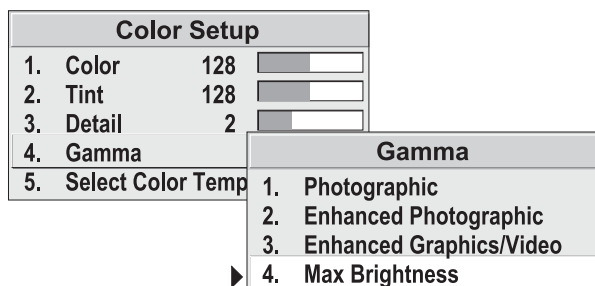 Color Setup
1. Color 128
2. Tint 128
3. Detail 2
4. Gamma
5. Select Color Temp
Gamma
1. Photographic
2. Enhanced Photographic
3. Enhanced Graphics/Video
4. Max Brightness